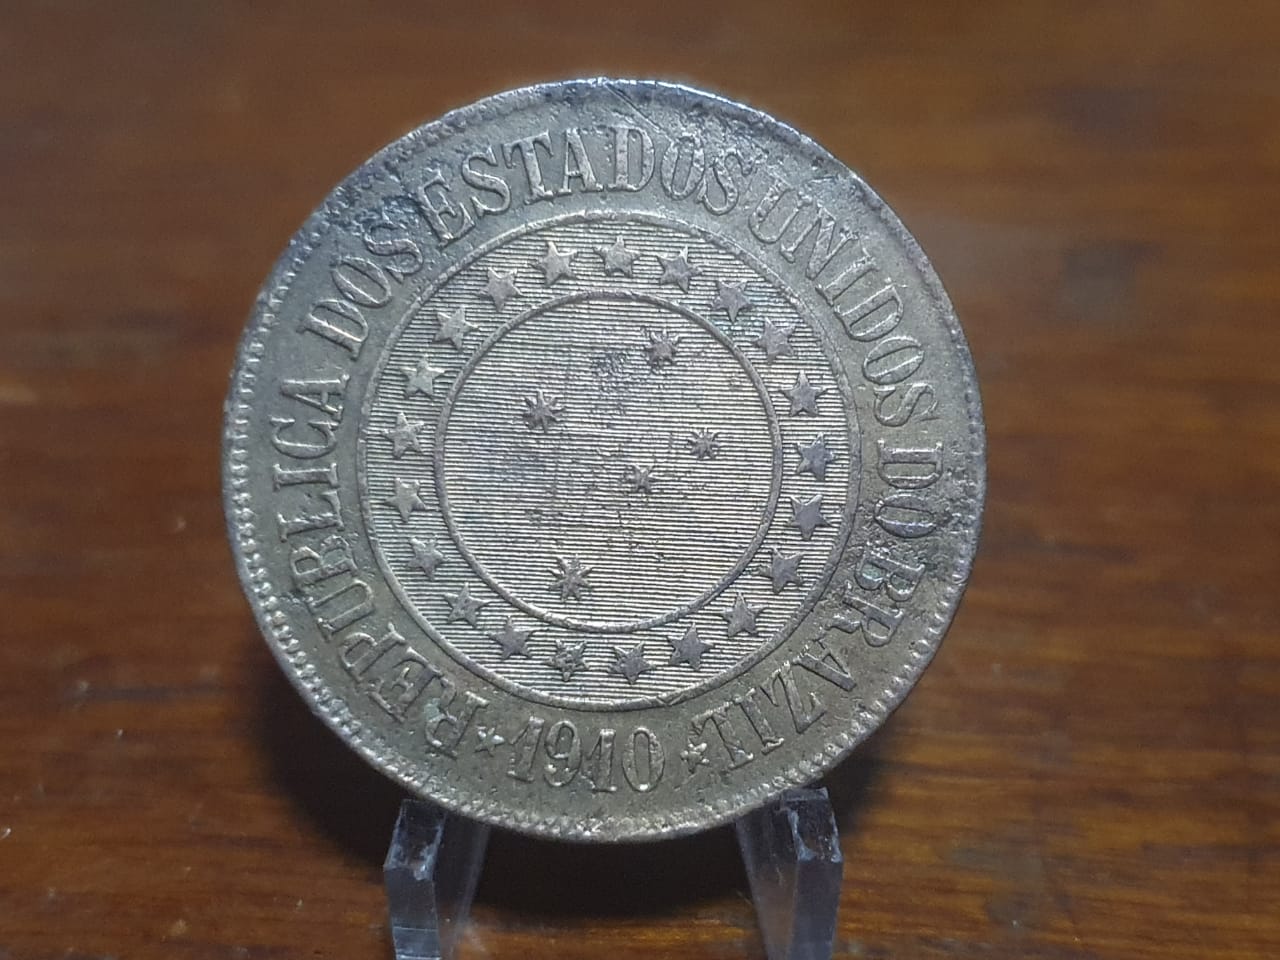 REPUBLICA DOS ESTADOS UNIDOS DO BRAZIL
1910